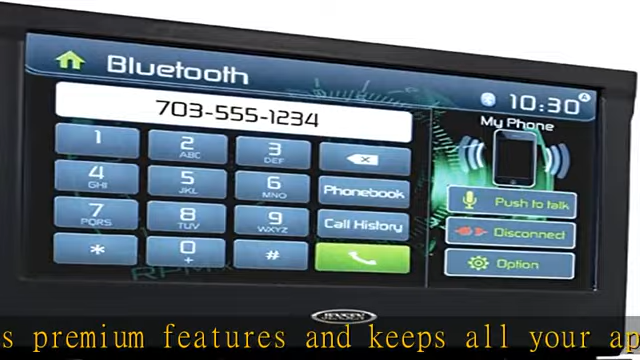 Bluetooth
10:30 A
703-555-1234
My Phone
1
2 ABC
3 DEF
4 GHI
5 JKL
6 MNO
Phonebook
Push to talk
7 PQRS
8 TUV
9 WXYZ
Call History
Disconnect
*
0 +
#
Option
RPM
JENSEN
s premium features and keeps all your ap